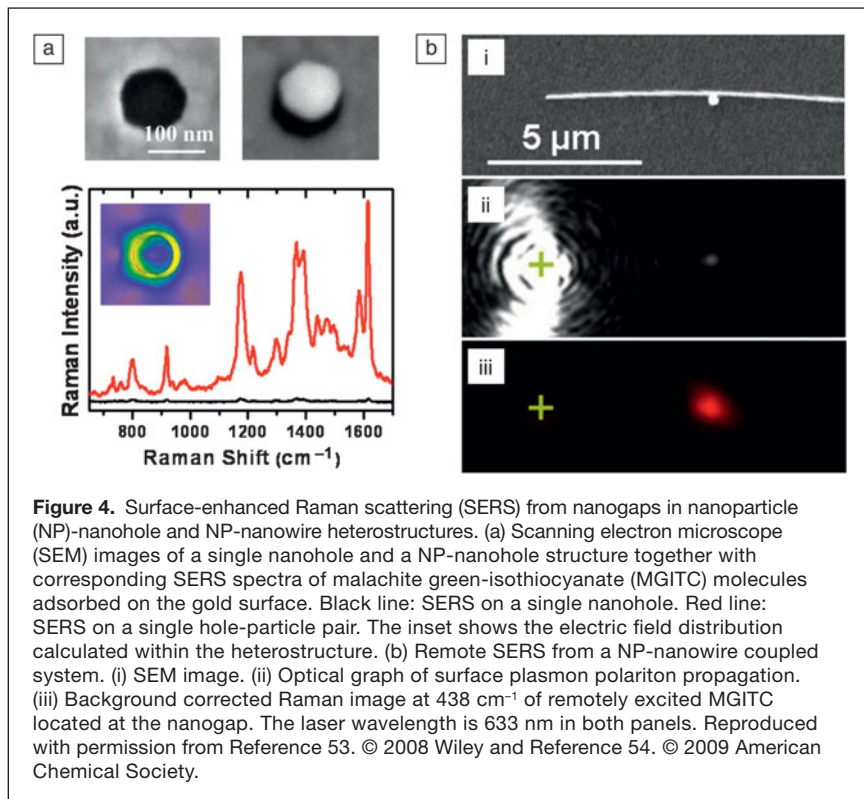 a
b
100 nm
i
5 µm
ii
iii
Raman Intensity (a.u.)
800 1000 1200 1400 1600
Raman Shift (cm⁻¹)
Figure 4. Surface-enhanced Raman scattering (SERS) from nanogaps in nanoparticle
(NP)-nanohole and NP-nanowire heterostructures. (a) Scanning electron microscope
(SEM) images of a single nanohole and a NP-nanohole structure together with
corresponding SERS spectra of malachite green-isothiocyanate (MGITC) molecules
adsorbed on the gold surface. Black line: SERS on a single nanohole. Red line:
SERS on a single hole-particle pair. The inset shows the electric field distribution
calculated within the heterostructure. (b) Remote SERS from a NP-nanowire coupled
system. (i) SEM image. (ii) Optical graph of surface plasmon polariton propagation.
(iii) Background corrected Raman image at 438 cm⁻¹ of remotely excited MGITC
located at the nanogap. The laser wavelength is 633 nm in both panels. Reproduced
with permission from Reference 53. © 2008 Wiley and Reference 54. © 2009 American
Chemical Society.